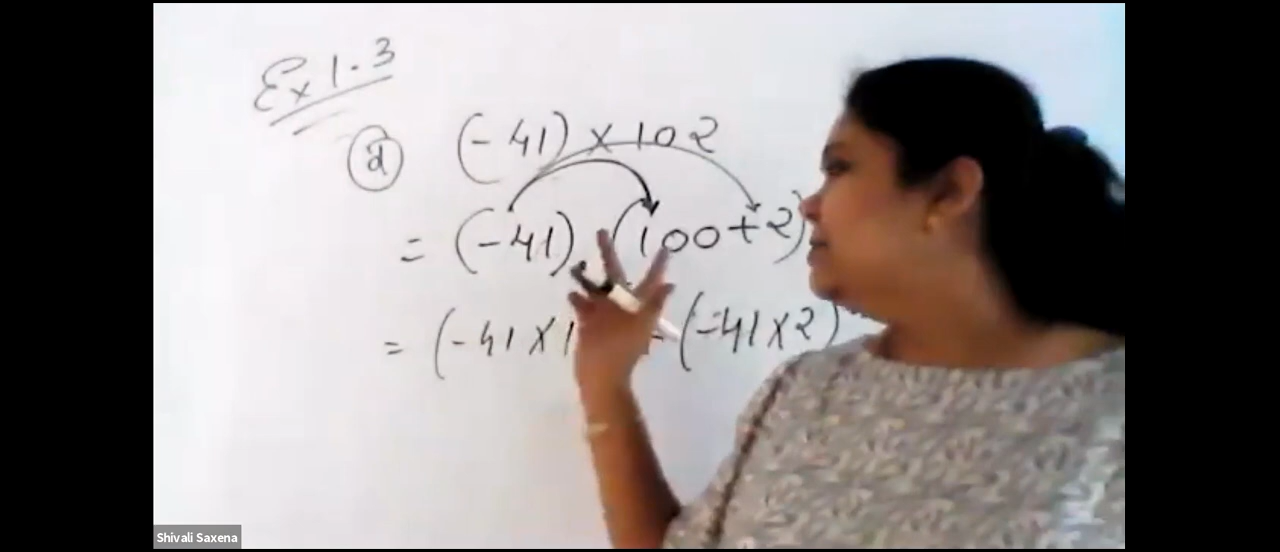 Ex 1.3
(a) (-41) × 102
= (-41) × (100+2)
= (-41 × 1 (-41×2)
Shivali Saxena